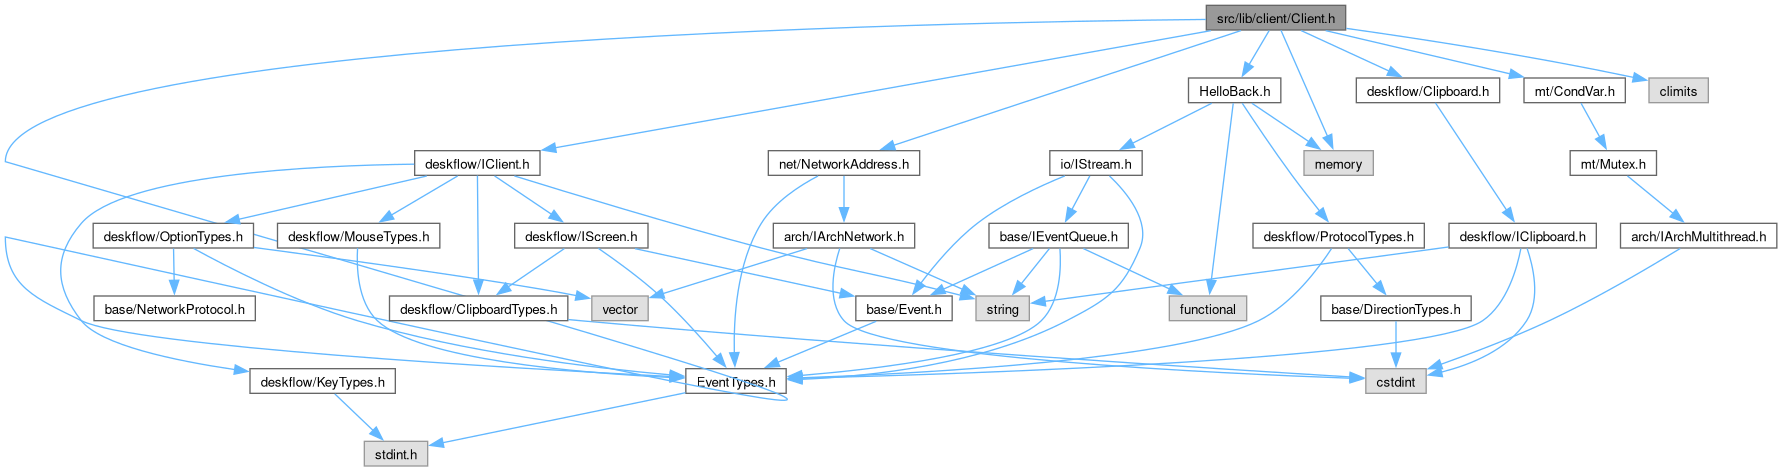 src/lib/client/Client.h
HelloBack.h
deskflow/Clipboard.h
mt/CondVar.h
climits
deskflow/IClient.h
net/NetworkAddress.h
io/IStream.h
memory
mt/Mutex.h
deskflow/OptionTypes.h
deskflow/MouseTypes.h
deskflow/IScreen.h
arch/IArchNetwork.h
base/IEventQueue.h
deskflow/ProtocolTypes.h
deskflow/IClipboard.h
arch/IArchMultithread.h
base/NetworkProtocol.h
deskflow/ClipboardTypes.h
vector
base/Event.h
string
functional
base/DirectionTypes.h
deskflow/KeyTypes.h
EventTypes.h
cstdint
stdint.h